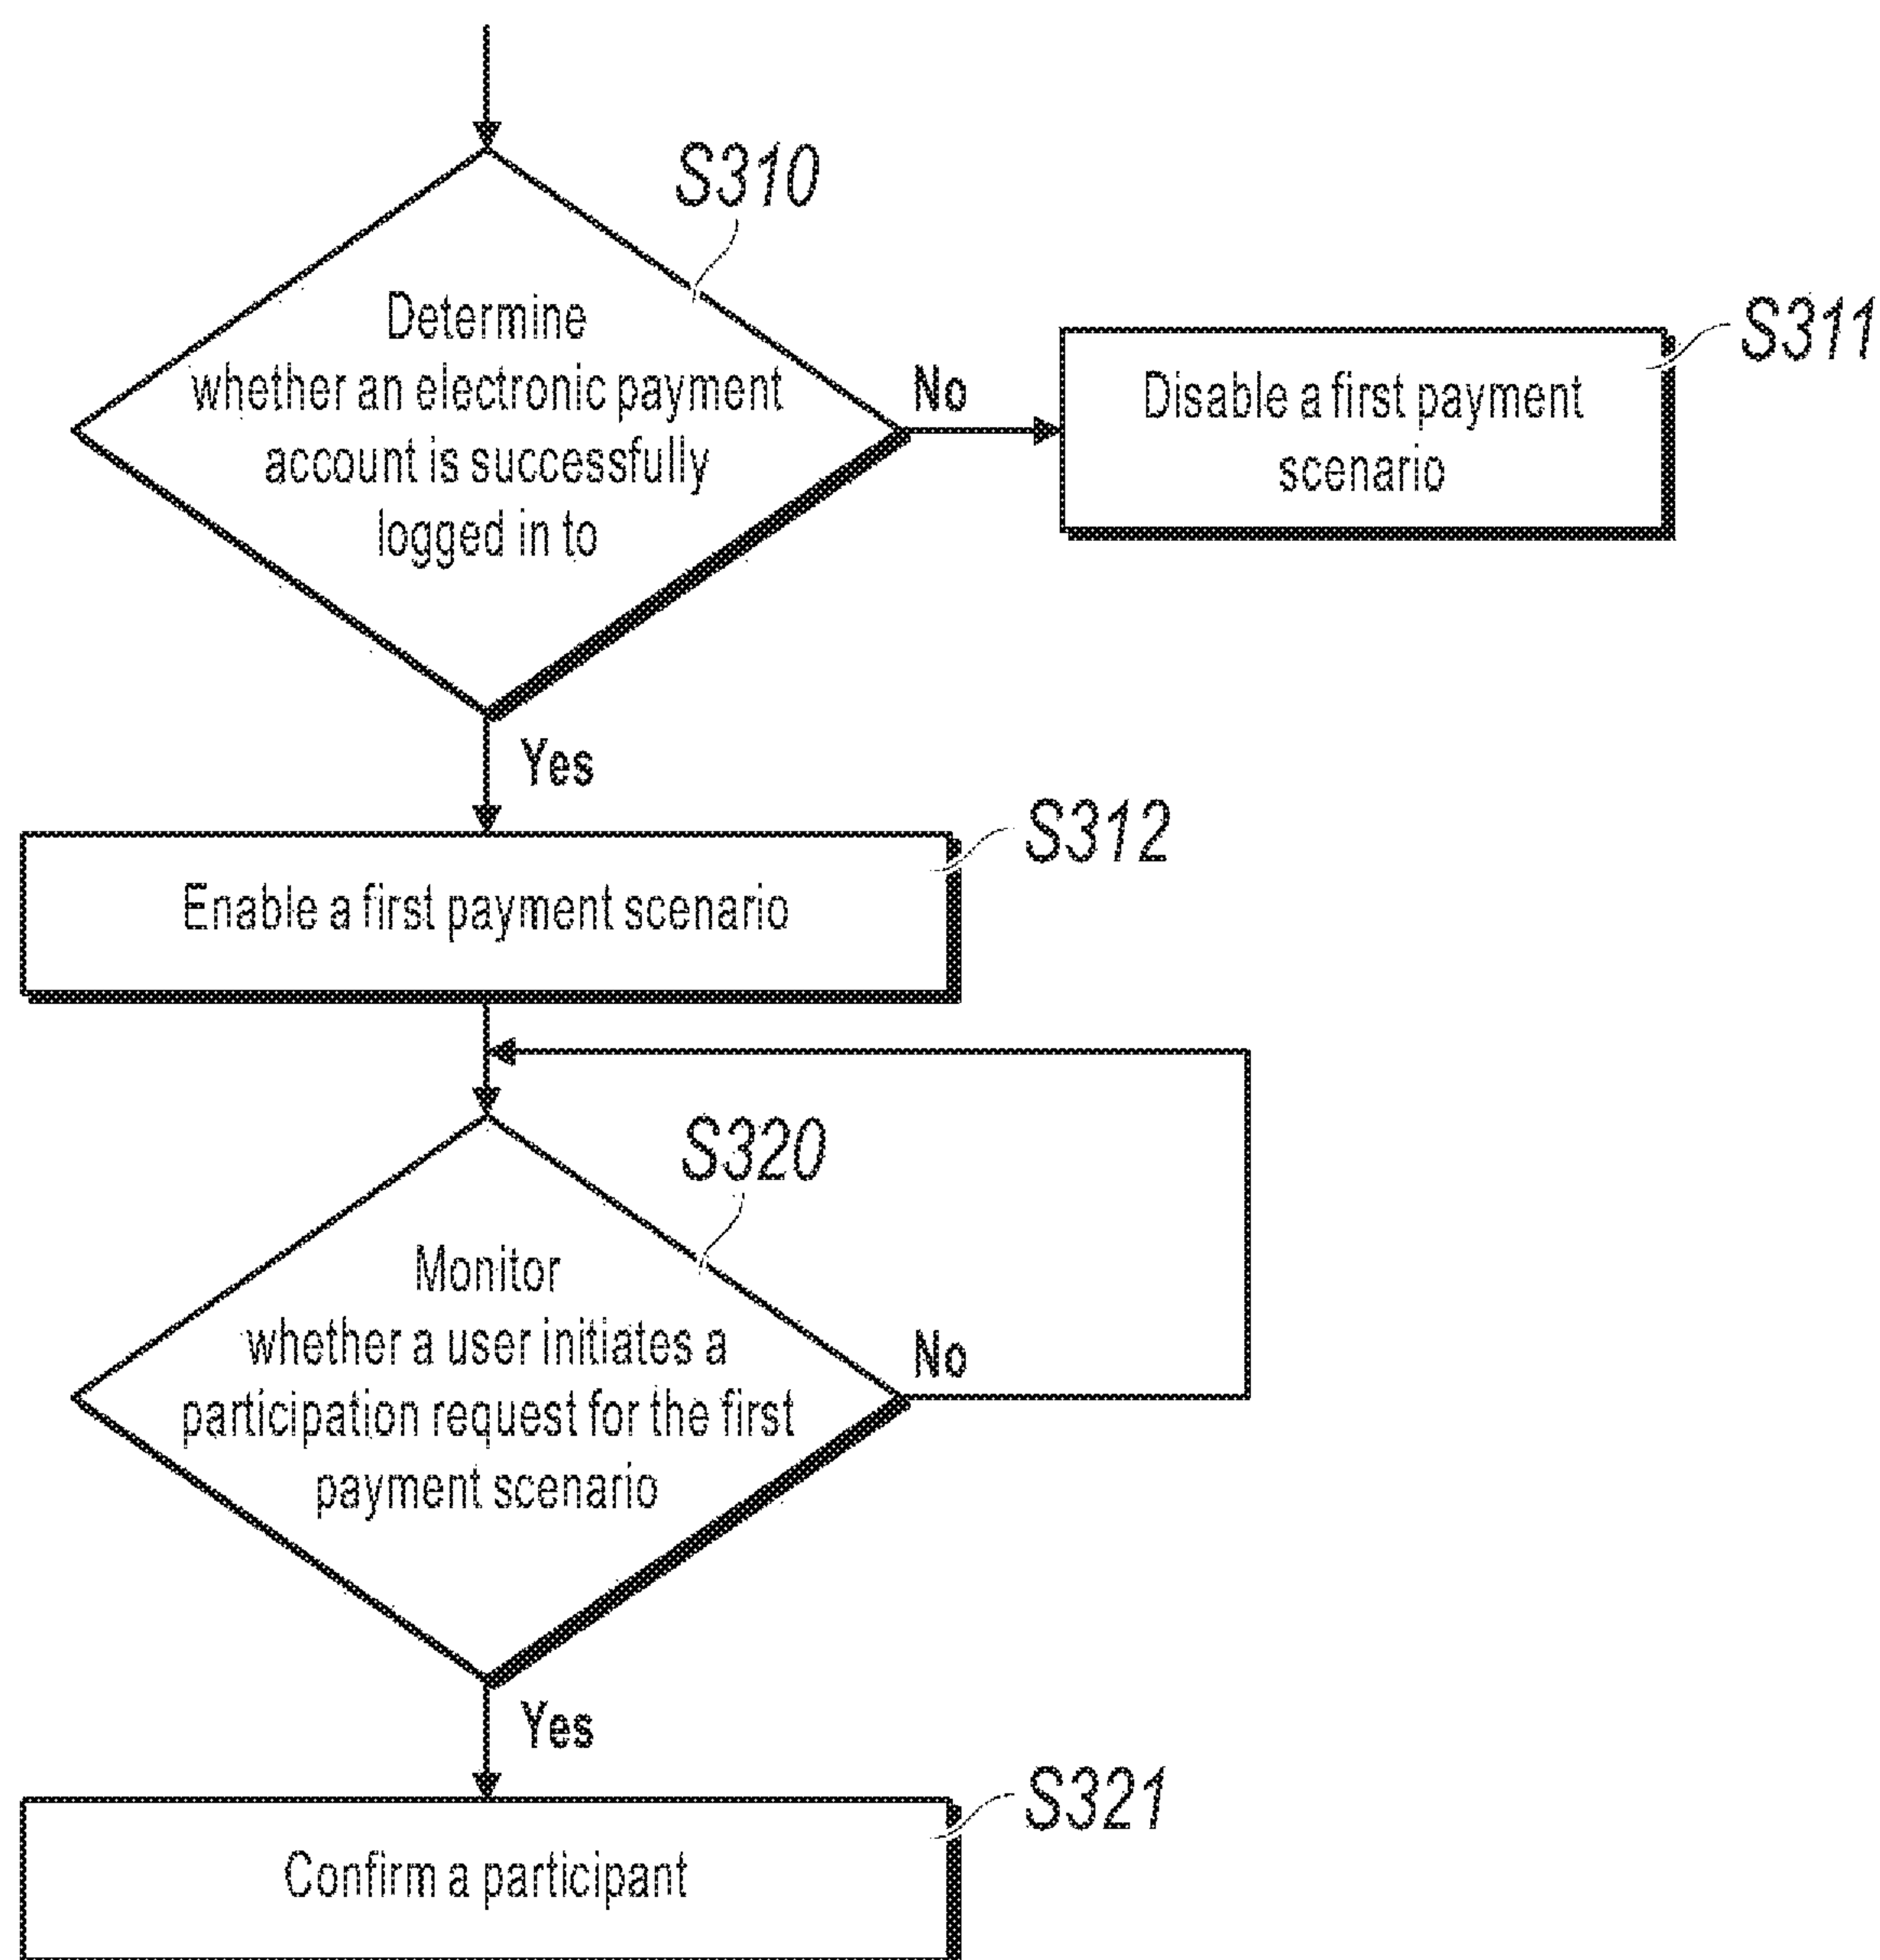 S310
Determine
whether an electronic payment
account is successfully
logged in to
No
S311
Disable a first payment
scenario
Yes
S312
Enable a first payment scenario
S320
Monitor
whether a user initiates a
participation request for the first
payment scenario
No
Yes
S321
Confirm a participant